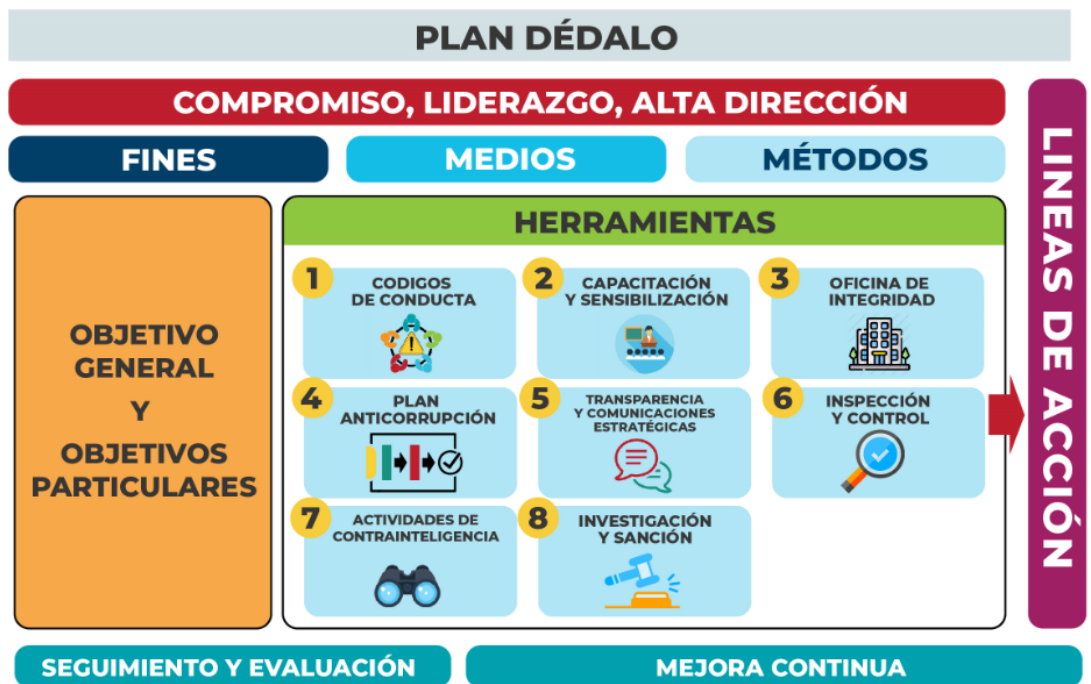 PLAN DÉDALO
COMPROMISO, LIDERAZGO, ALTA DIRECCIÓN
FINES
MEDIOS
MÉTODOS
OBJETIVO
GENERAL
Y
OBJETIVOS
PARTICULARES
HERRAMIENTAS
1
CODIGOS
DE CONDUCTA
2
CAPACITACIÓN
Y SENSIBILIZACIÓN
3
OFICINA DE
INTEGRIDAD
4
PLAN
ANTICORRUPCIÓN
5
TRANSPARENCIA
Y COMUNICACIONES
ESTRATÉGICAS
6
INSPECCIÓN
Y CONTROL
7
ACTIVIDADES DE
CONTRAINTELIGENCIA
8
INVESTIGACIÓN
Y SANCIÓN
LINEAS DE ACCIÓN
SEGUIMIENTO Y EVALUACIÓN
MEJORA CONTINUA